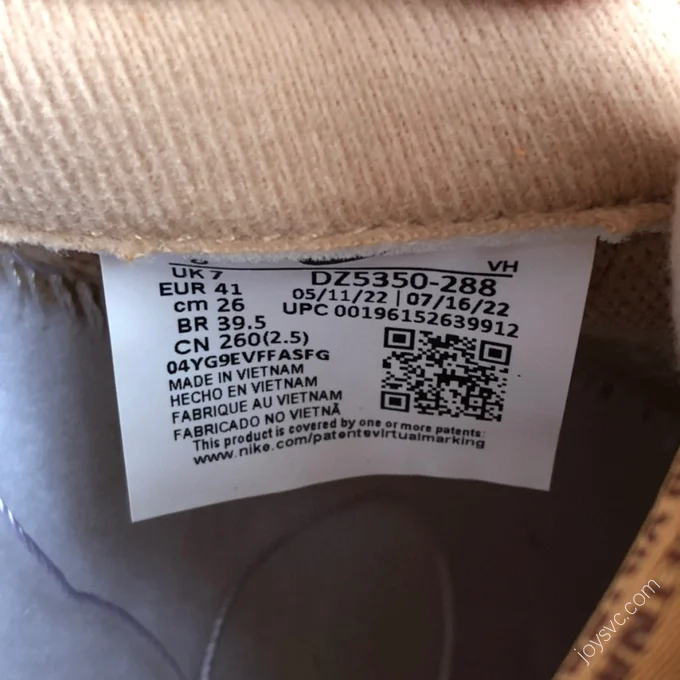 UK 7
EUR 41
cm 26
BR 39.5
CN 260(2.5)
04YG9EVFFASFG
MADE IN VIETNAM
HECHO EN VIETNAM
FABRIQUE AU VIETNAM
FABRICADO NO VIETNÃ
This product is covered by one or more patents:
www.nike.com/patentsvirtualmarking
VH
DZ5350-288
05/11/22 | 07/16/22
UPC 00196152639912
joysvc.com